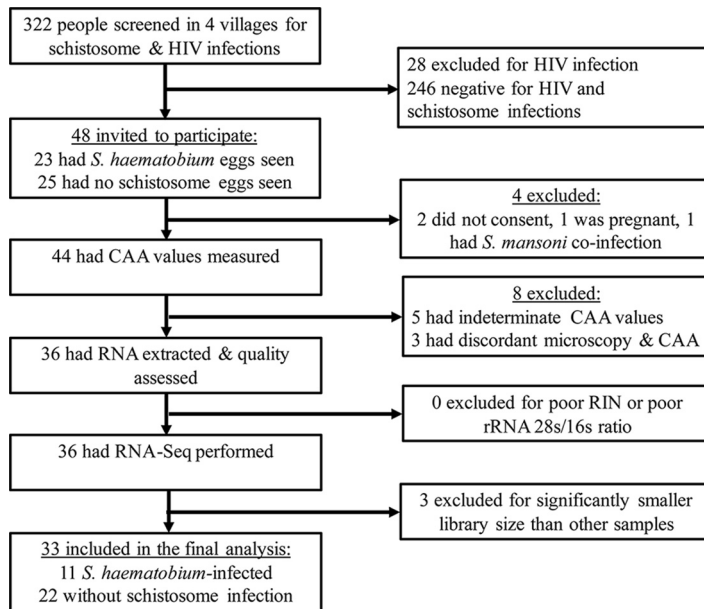 322 people screened in 4 villages for
schistosome & HIV infections
28 excluded for HIV infection
246 negative for HIV and
schistosome infections
48 invited to participate:
23 had S. haematobium eggs seen
25 had no schistosome eggs seen
4 excluded:
2 did not consent, 1 was pregnant, 1
had S. mansoni co-infection
44 had CAA values measured
8 excluded:
5 had indeterminate CAA values
3 had discordant microscopy & CAA
36 had RNA extracted & quality
assessed
0 excluded for poor RIN or poor
rRNA 28s/16s ratio
36 had RNA-Seq performed
3 excluded for significantly smaller
library size than other samples
33 included in the final analysis:
11 S. haematobium-infected
22 without schistosome infection